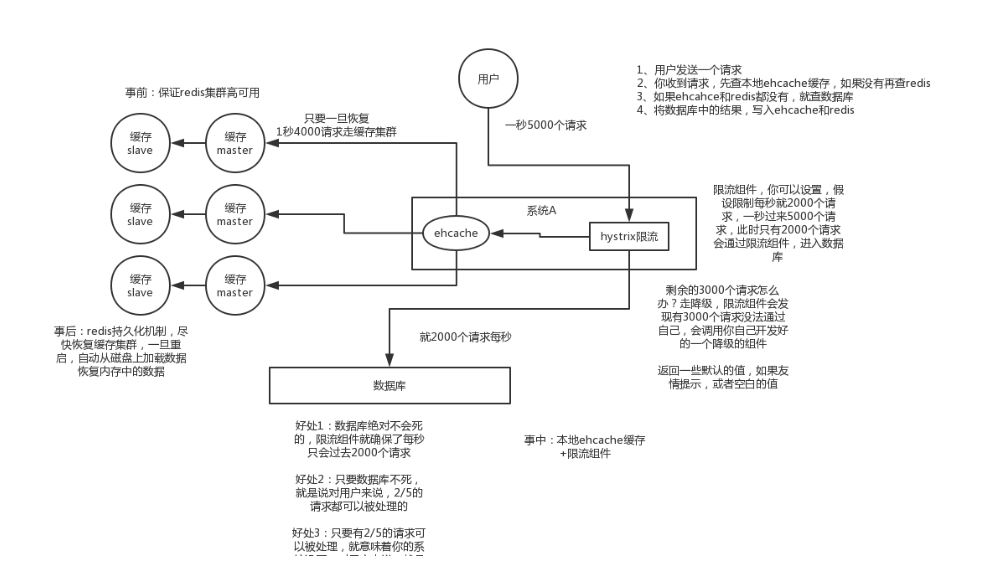 用户
1、用户发送一个请求
2、你收到请求，先查本地ehcache缓存，如果没有再查redis
3、如果ehcahce和redis都没有，就查数据库
4、将数据库中的结果，写入ehcache和redis
事前：保证redis集群高可用
只要一旦恢复
1秒4000请求走缓存集群
一秒5000个请求
缓存
slave
缓存
master
缓存
slave
缓存
master
缓存
slave
缓存
master
系统A
ehcache
hystrix限流
限流组件，你可以设置，假
设限制每秒就2000个请
求，一秒过来5000个请
求，此时只有2000个请求
会通过限流组件，进入数据
库
剩余的3000个请求怎么
办？走降级，限流组件会发
现有3000个请求没法通过
自己，会调用你自己开发好
的一个降级的组件
返回一些默认的值，如果友
情提示，或者空白的值
事后：redis持久化机制，尽
快恢复缓存集群，一旦重
启，自动从磁盘上加载数据
恢复内存中的数据
就2000个请求每秒
数据库
好处1：数据库绝对不会死
的，限流组件就确保了每秒
只会过去2000个请求
好处2：只要数据库不死，
就是说对用户来说，2/5的
请求都可以被处理的
好处3：只要有2/5的请求可
以被处理，就意味着你的系
事中：本地ehcache缓存
+限流组件